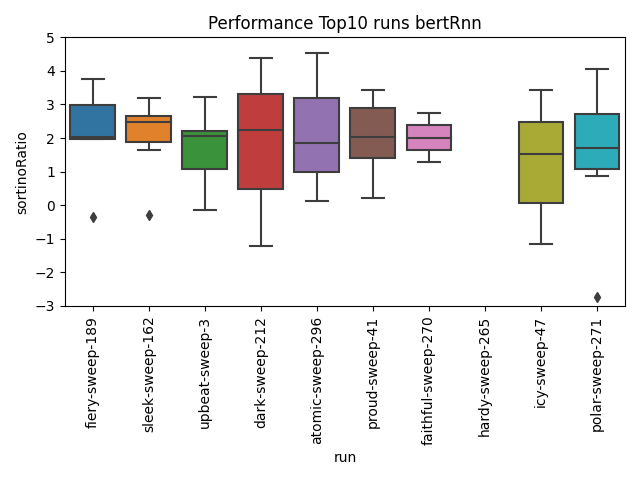 Performance Top10 runs bertRnn
sortinoRatio
5
4
3
2
1
0
−1
−2
−3
fiery-sweep-189
sleek-sweep-162
upbeat-sweep-3
dark-sweep-212
atomic-sweep-296
proud-sweep-41
faithful-sweep-270
hardy-sweep-265
icy-sweep-47
polar-sweep-271
run